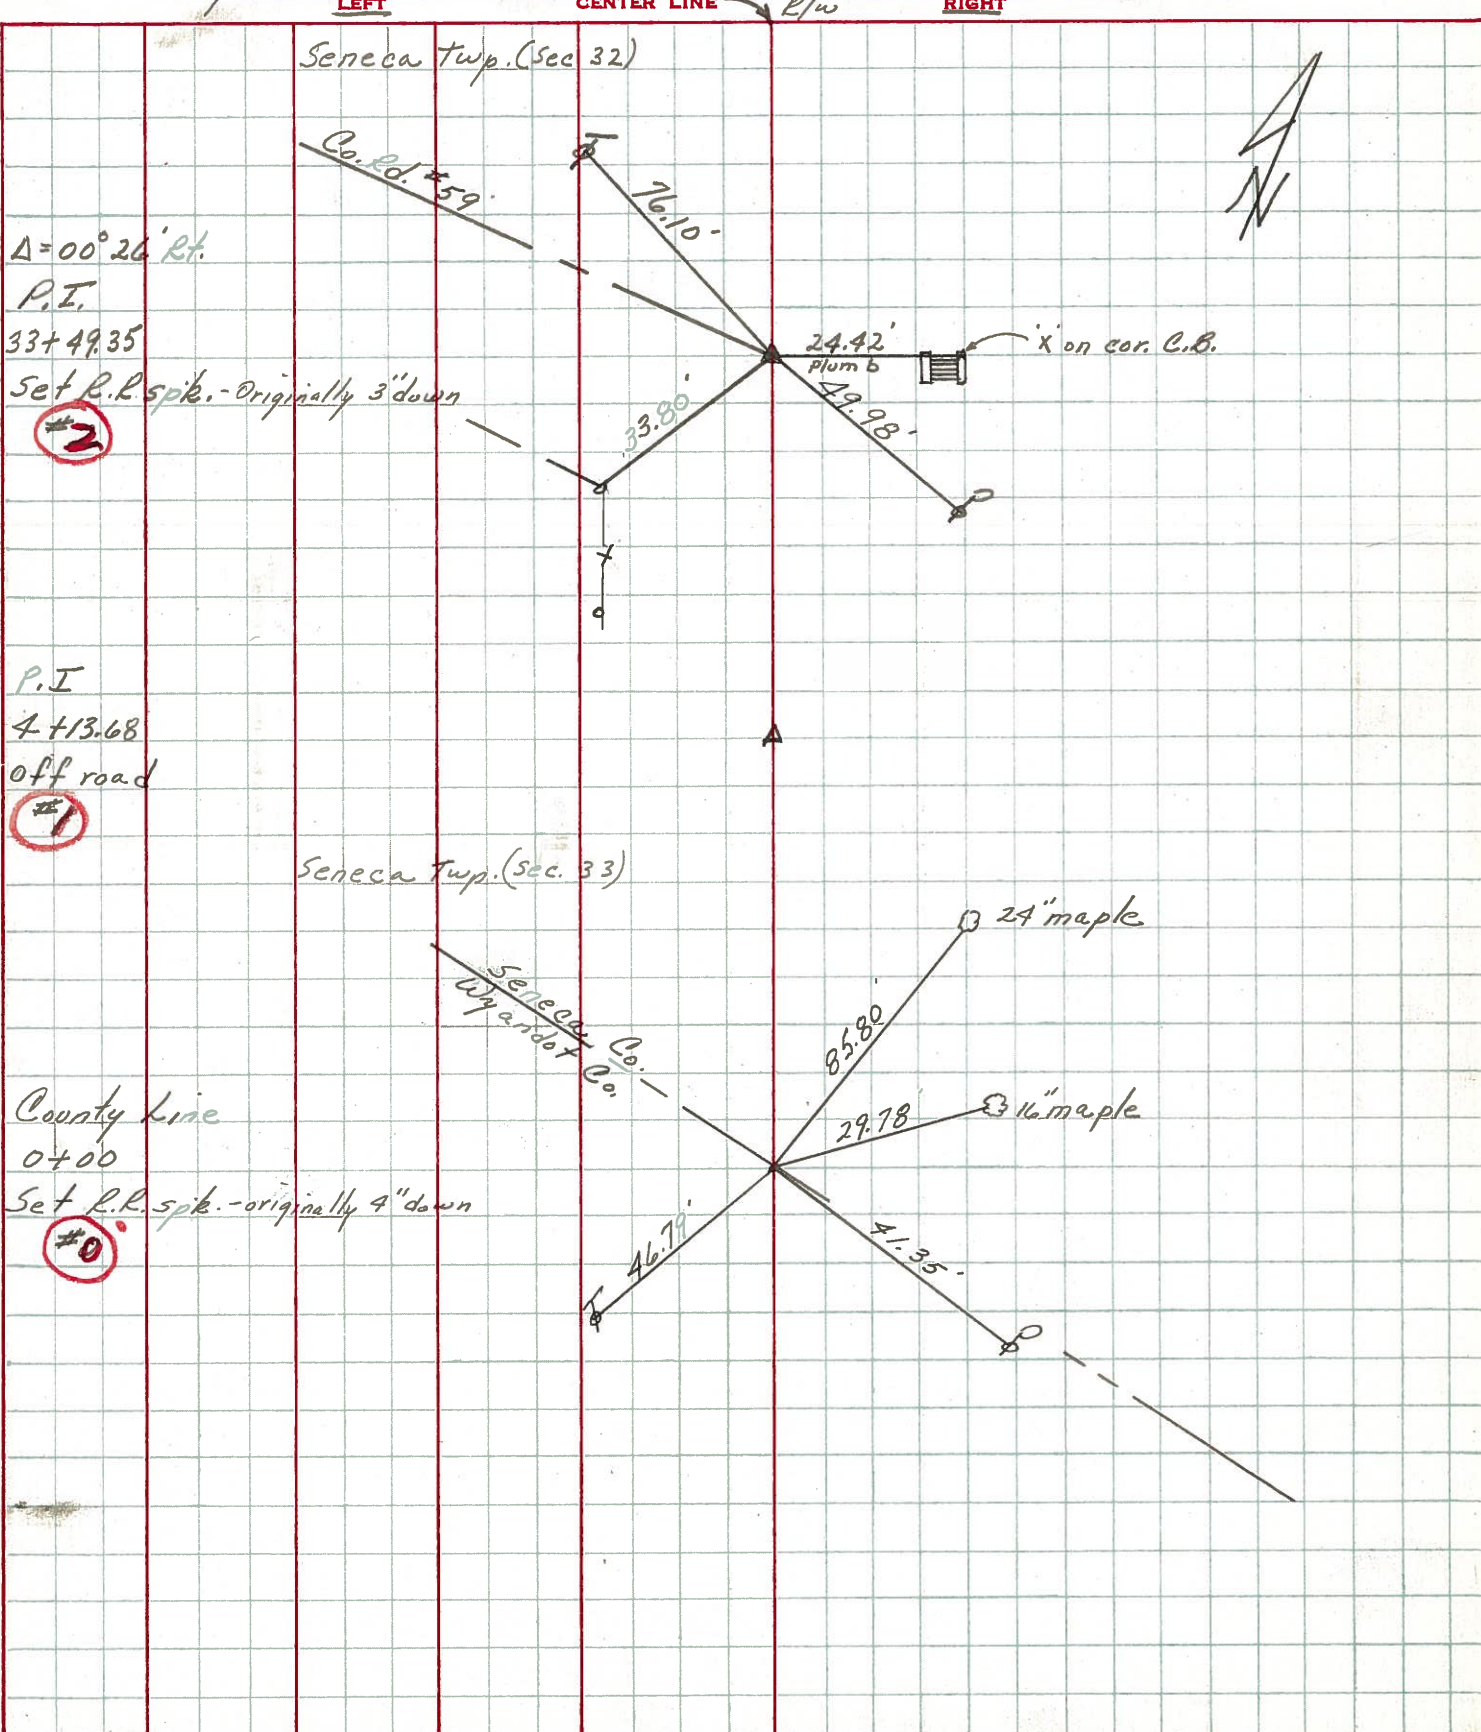 LEFT
CENTER LINE
R/W
RIGHT
Seneca Twp. (Sec 32)
Co. Rd. #59
76.10'
N
Δ=00°26' Rt.
P.I.
33+49.35
Set R.R. spk. - Originally 3" down
#2
24.42'
Plumb
'X' on cor. C.B.
33.80'
49.98'
P.I
4+13.68
off road
#1
Seneca Twp. (Sec. 33)
24" maple
Seneca Co.
Wyandot Co.
85.80'
29.78'
16" maple
County Line
0+00
Set R.R. spk. - originally 4" down
#0
46.79'
41.35'